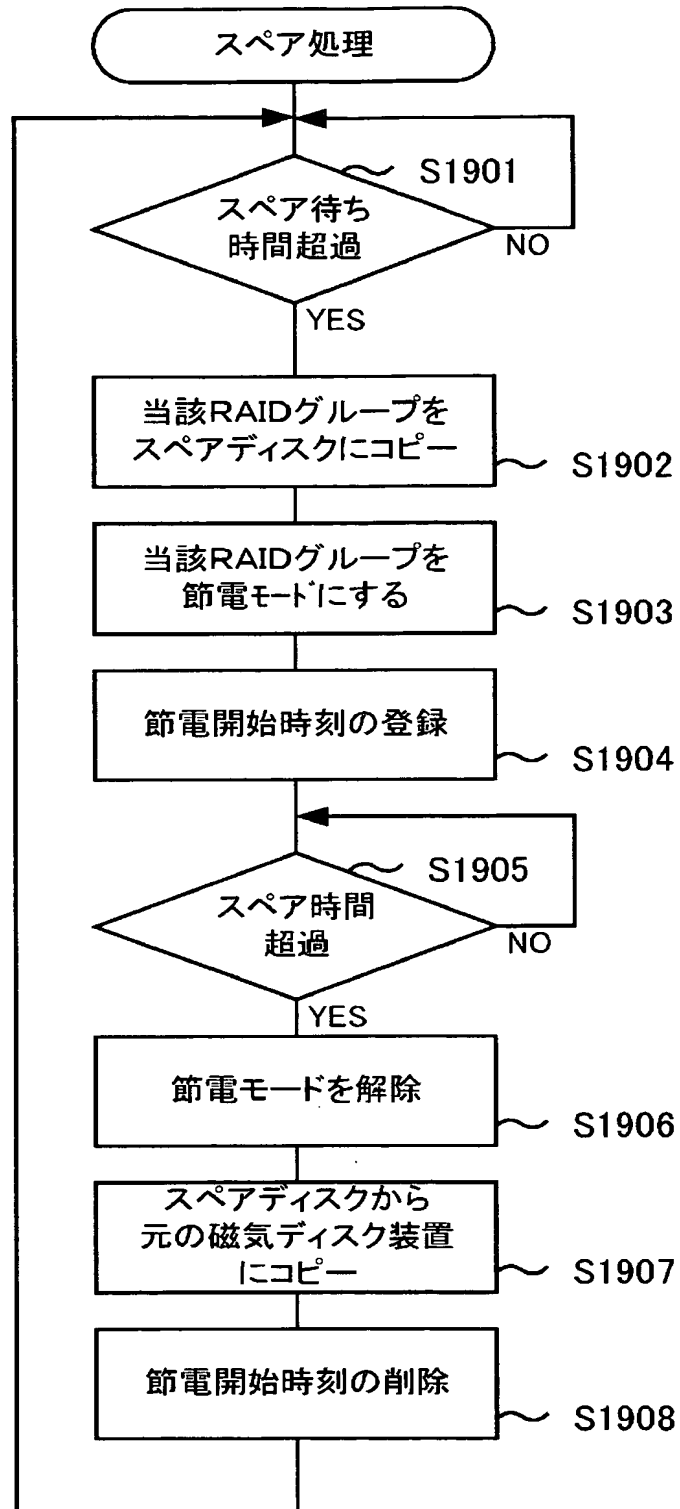 スペア処理
S1901
スペア待ち
時間超過
NO
YES
当該RAIDグループを
スペアディスクにコピー
S1902
当該RAIDグループを
節電ﾓｰﾄﾞにする
S1903
節電開始時刻の登録
S1904
S1905
スペア時間
超過
NO
YES
節電モードを解除
S1906
スペアディスクから
元の磁気ディスク装置
にコピー
S1907
節電開始時刻の削除
S1908